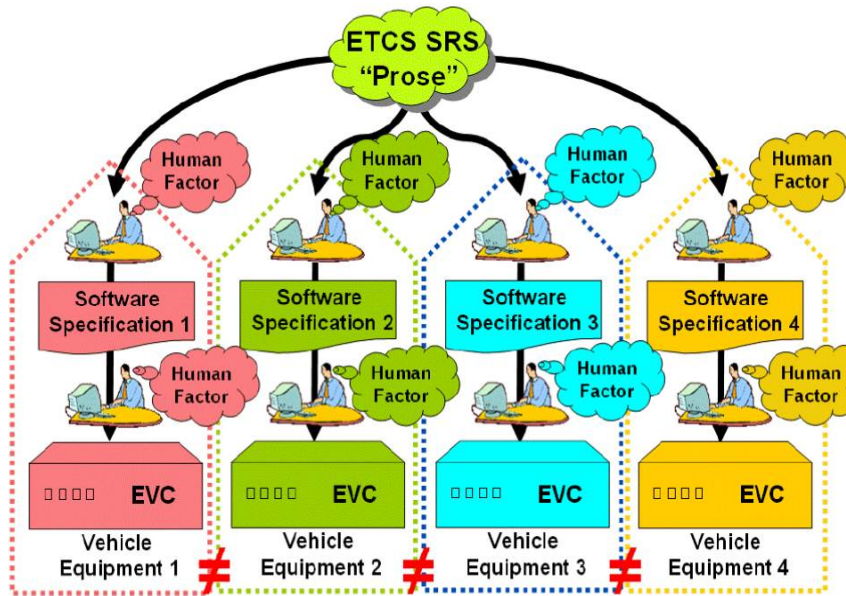 ETCS SRS
“Prose”
Human
Factor
Human
Factor
Human
Factor
Human
Factor
Software
Specification 1
Software
Specification 2
Software
Specification 3
Software
Specification 4
Human
Factor
Human
Factor
Human
Factor
Human
Factor
□□□□ EVC
□□□□ EVC
□□□□ EVC
□□□□ EVC
Vehicle
Equipment 1
≠
Vehicle
Equipment 2
≠
Vehicle
Equipment 3
≠
Vehicle
Equipment 4